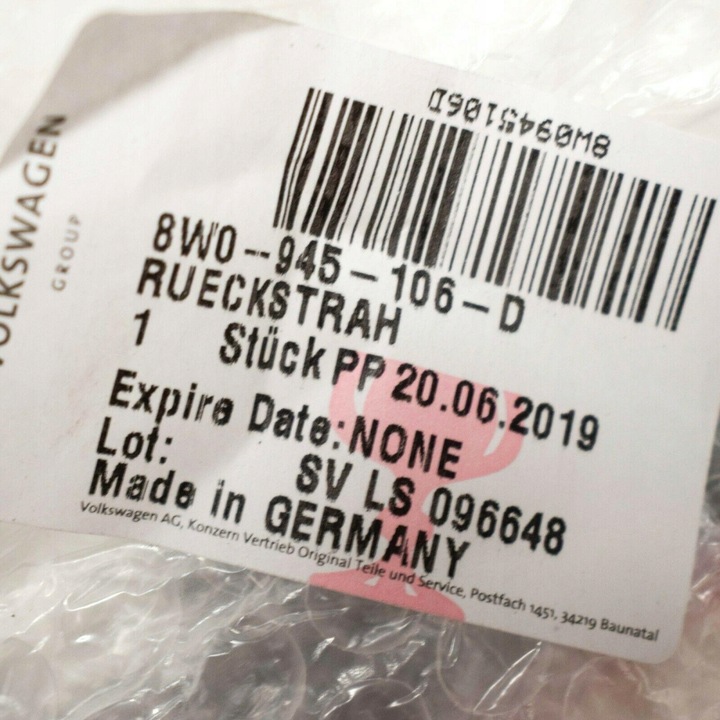 8W0945106D
8W0-945-106-D
RUECKSTRAH
1 Stück PP 20.06.2019
Expire Date: NONE
Lot: SV LS 096648
Made in GERMANY
Volkswagen AG, Konzern Vertrieb Original Teile und Service, Postfach 1451, 34219 Baunatal
VOLKSWAGEN
GROUP